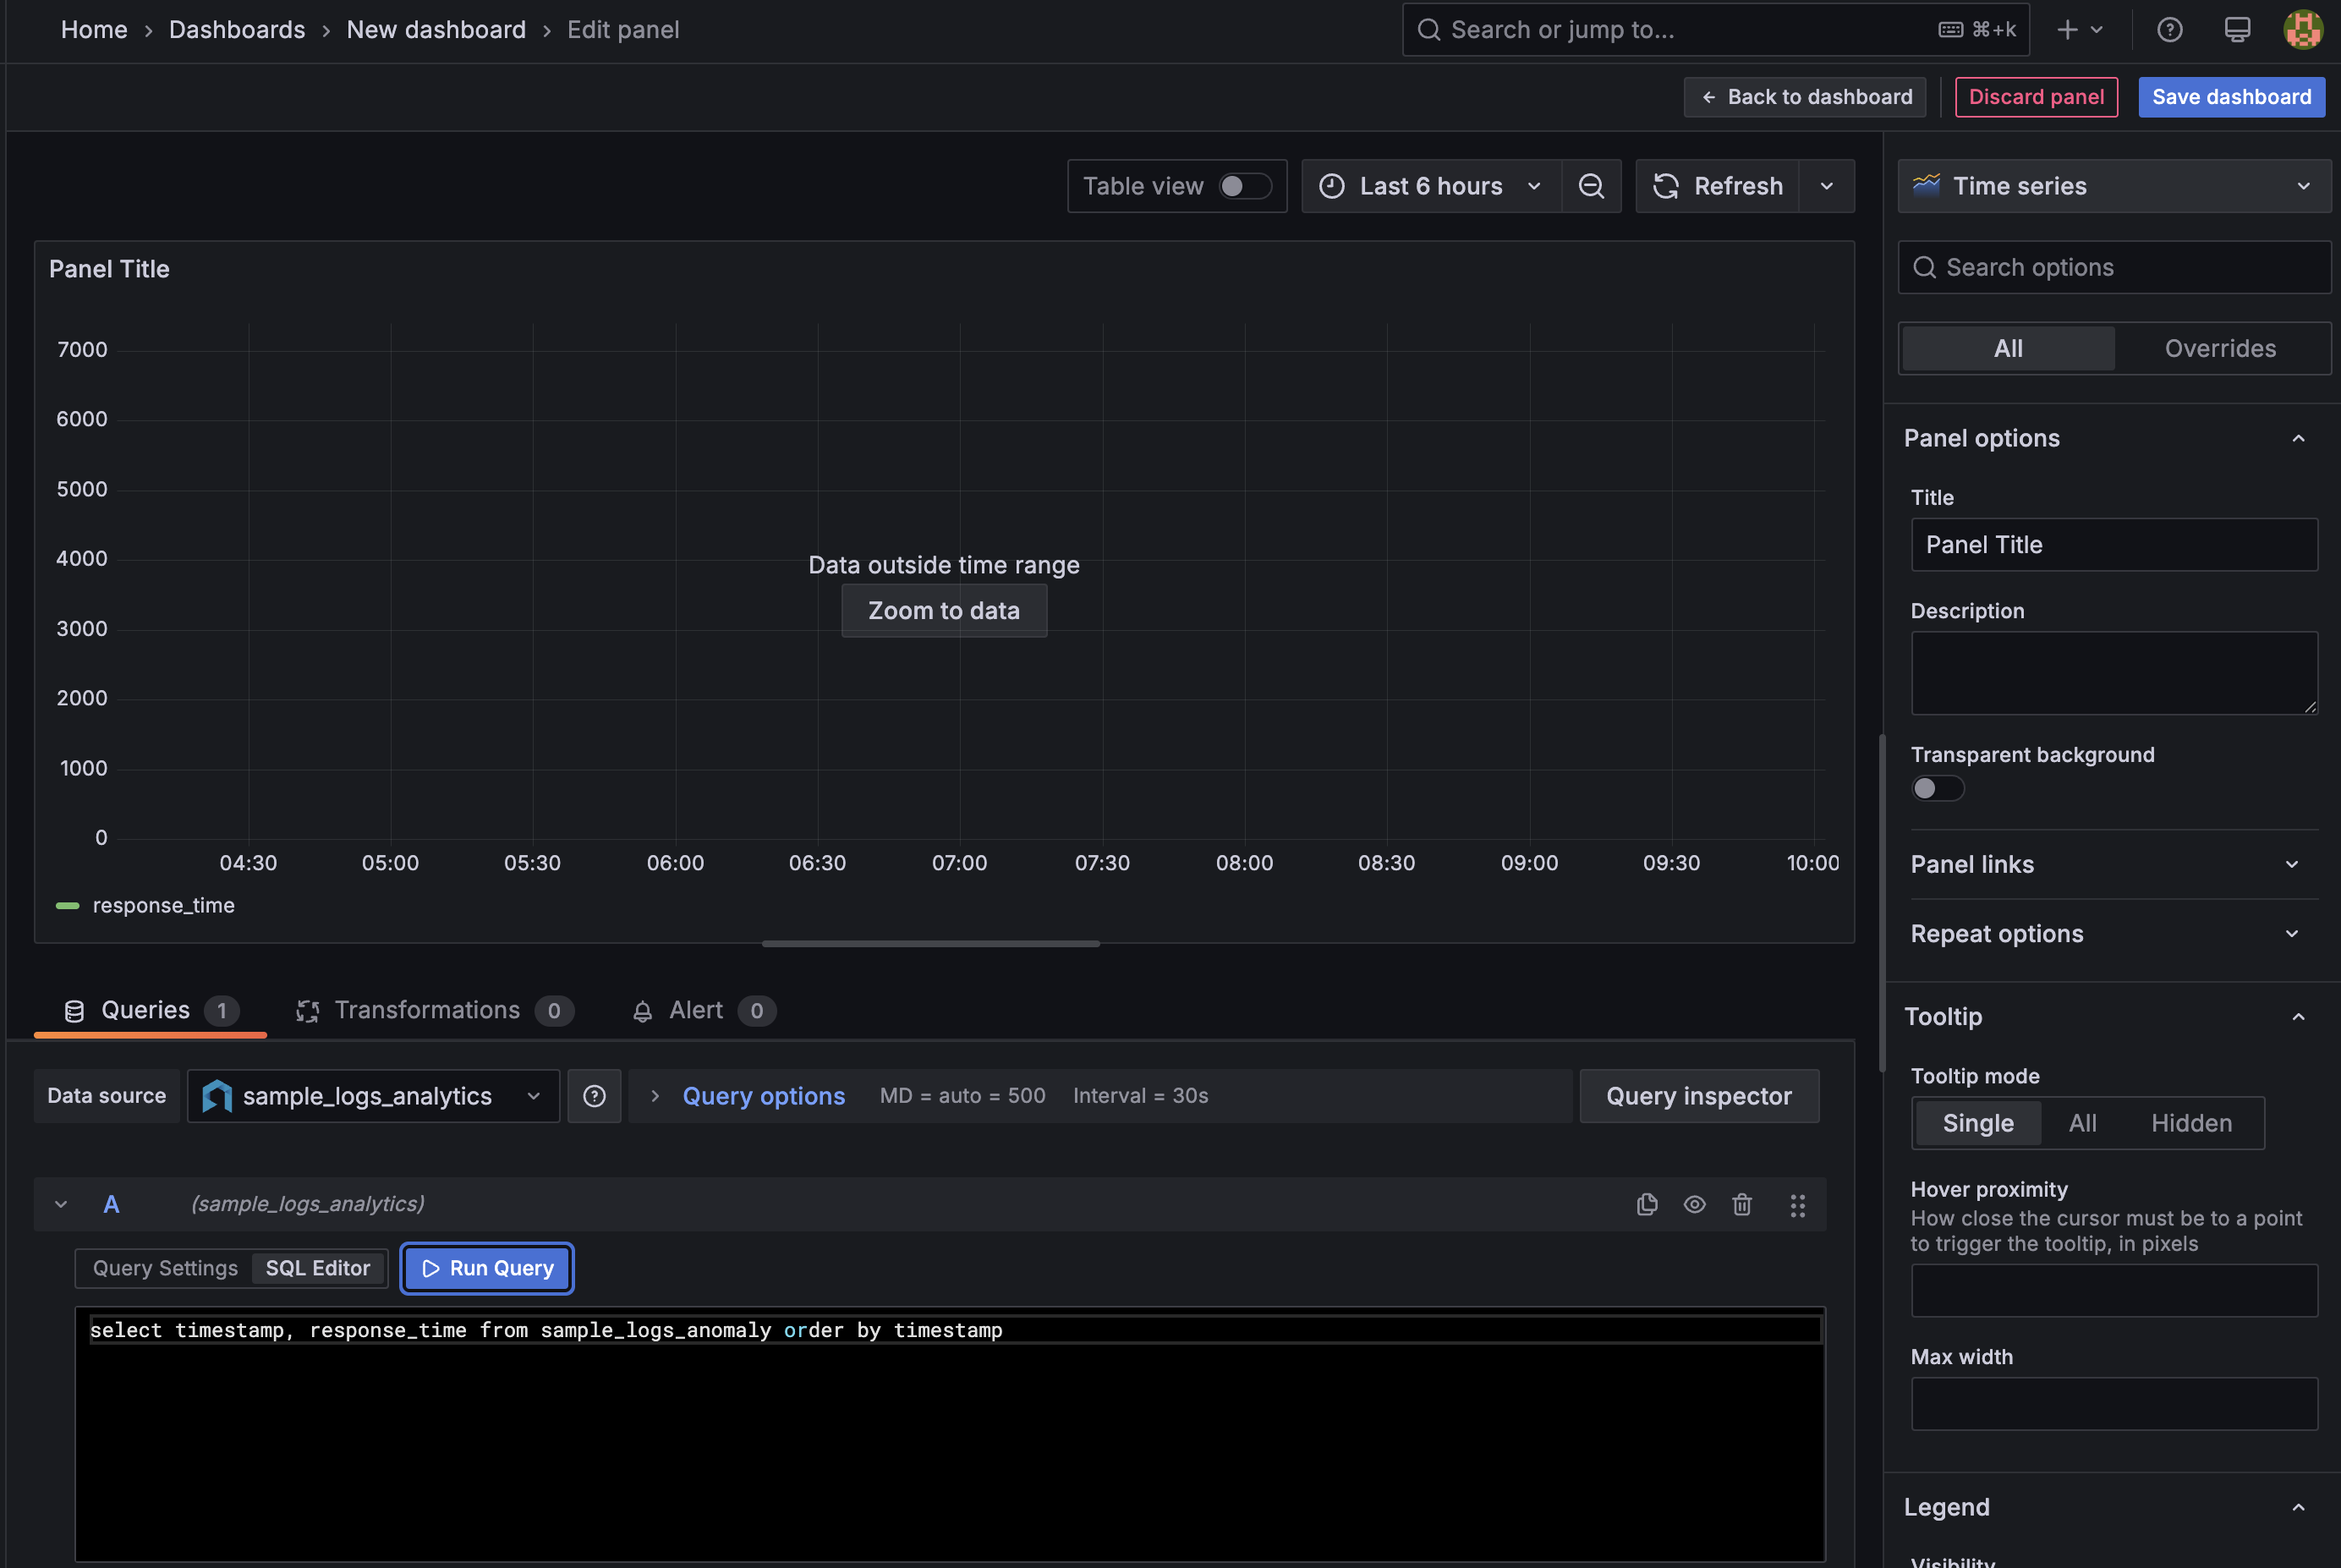 Home › Dashboards › New dashboard › Edit panel
Search or jump to... ⌘+k
← Back to dashboard
Discard panel
Save dashboard
Table view
Last 6 hours
Refresh
Time series
Panel Title
Search options
All
Overrides
7000
6000
5000
4000
3000
2000
1000
0
Data outside time range
Zoom to data
04:30 05:00 05:30 06:00 06:30 07:00 07:30 08:00 08:30 09:00 09:30 10:00
response_time
Panel options
Title
Panel Title
Description
Transparent background
Panel links
Repeat options
Queries 1
Transformations 0
Alert 0
Data source
sample_logs_analytics
Query options MD = auto = 500 Interval = 30s
Query inspector
A (sample_logs_analytics)
Query Settings
SQL Editor
Run Query
select timestamp, response_time from sample_logs_anomaly order by timestamp
Tooltip
Tooltip mode
Single All Hidden
Hover proximity
How close the cursor must be to a point
to trigger the tooltip, in pixels
Max width
Legend
Visibility